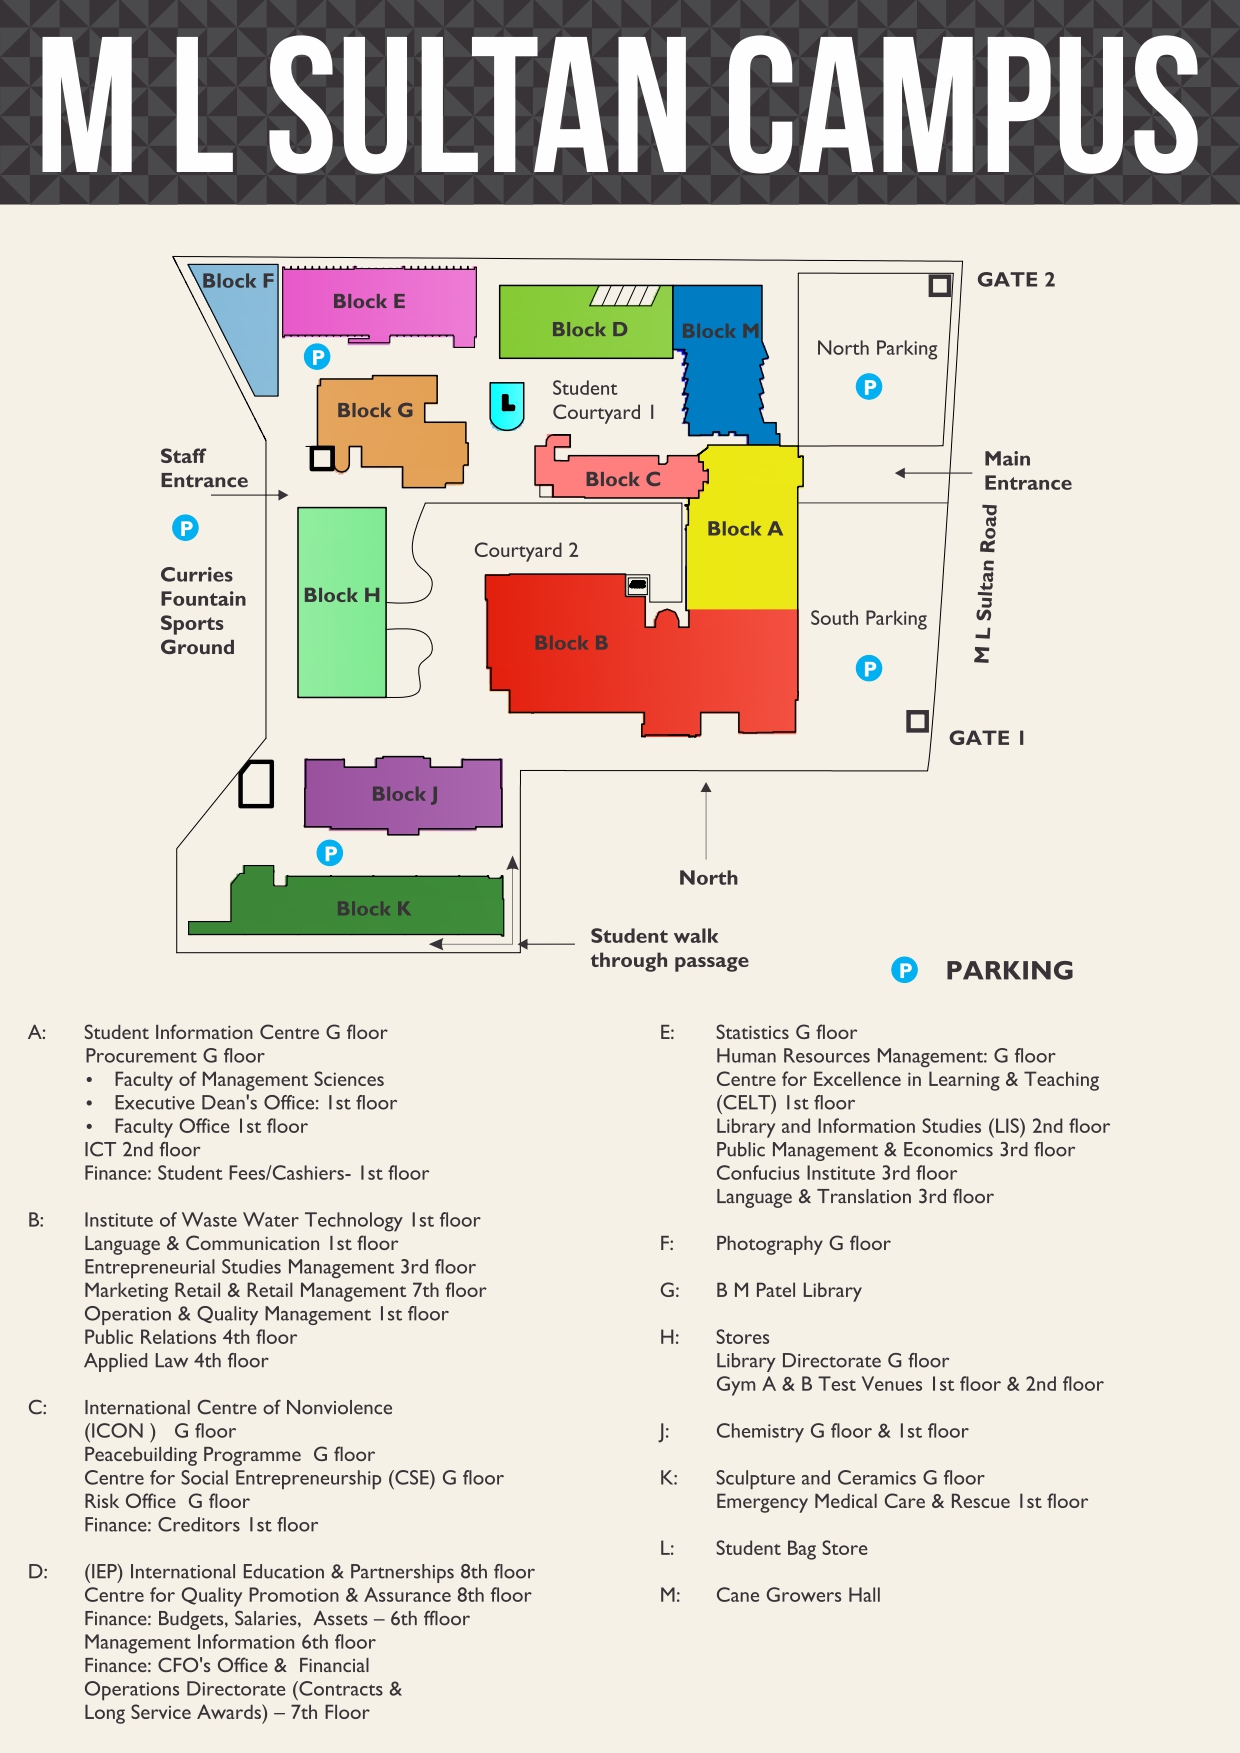 M L SULTAN CAMPUS
Block F
Block E
Block D
Block M
GATE 2
North Parking
P
P
Student
Courtyard 1
Block G
L
Staff
Entrance
Block C
Main
Entrance
P
Block A
Courtyard 2
M L Sultan Road
Curries
Fountain
Sports
Ground
Block H
Block B
South Parking
P
GATE 1
Block J
P
North
Block K
Student walk
through passage
P PARKING
A: Student Information Centre G floor
Procurement G floor
• Faculty of Management Sciences
• Executive Dean's Office: 1st floor
• Faculty Office 1st floor
ICT 2nd floor
Finance: Student Fees/Cashiers- 1st floor
B: Institute of Waste Water Technology 1st floor
Language & Communication 1st floor
Entrepreneurial Studies Management 3rd floor
Marketing Retail & Retail Management 7th floor
Operation & Quality Management 1st floor
Public Relations 4th floor
Applied Law 4th floor
C: International Centre of Nonviolence
(ICON ) G floor
Peacebuilding Programme G floor
Centre for Social Entrepreneurship (CSE) G floor
Risk Office G floor
Finance: Creditors 1st floor
D: (IEP) International Education & Partnerships 8th floor
Centre for Quality Promotion & Assurance 8th floor
Finance: Budgets, Salaries, Assets – 6th ffloor
Management Information 6th floor
Finance: CFO's Office & Financial
Operations Directorate (Contracts &
Long Service Awards) – 7th Floor
E: Statistics G floor
Human Resources Management: G floor
Centre for Excellence in Learning & Teaching
(CELT) 1st floor
Library and Information Studies (LIS) 2nd floor
Public Management & Economics 3rd floor
Confucius Institute 3rd floor
Language & Translation 3rd floor
F: Photography G floor
G: B M Patel Library
H: Stores
Library Directorate G floor
Gym A & B Test Venues 1st floor & 2nd floor
J: Chemistry G floor & 1st floor
K: Sculpture and Ceramics G floor
Emergency Medical Care & Rescue 1st floor
L: Student Bag Store
M: Cane Growers Hall